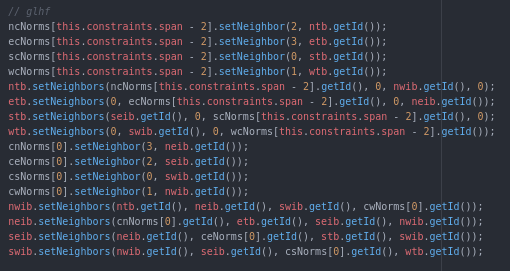 // glhf
ncNorms[this.constraints.span - 2].setNeighbor(2, ntb.getId());
ecNorms[this.constraints.span - 2].setNeighbor(3, etb.getId());
scNorms[this.constraints.span - 2].setNeighbor(0, stb.getId());
wcNorms[this.constraints.span - 2].setNeighbor(1, wtb.getId());
ntb.setNeighbors(ncNorms[this.constraints.span - 2].getId(), 0, nwib.getId(), 0);
etb.setNeighbors(0, ecNorms[this.constraints.span - 2].getId(), 0, neib.getId());
stb.setNeighbors(seib.getId(), 0, scNorms[this.constraints.span - 2].getId(), 0);
wtb.setNeighbors(0, swib.getId(), 0, wcNorms[this.constraints.span - 2].getId());
cnNorms[0].setNeighbor(3, neib.getId());
ceNorms[0].setNeighbor(2, seib.getId());
csNorms[0].setNeighbor(0, swib.getId());
cwNorms[0].setNeighbor(1, nwib.getId());
nwib.setNeighbors(ntb.getId(), neib.getId(), swib.getId(), cwNorms[0].getId());
neib.setNeighbors(cnNorms[0].getId(), etb.getId(), seib.getId(), nwib.getId());
seib.setNeighbors(neib.getId(), ceNorms[0].getId(), stb.getId(), swib.getId());
swib.setNeighbors(nwib.getId(), seib.getId(), csNorms[0].getId(), wtb.getId());